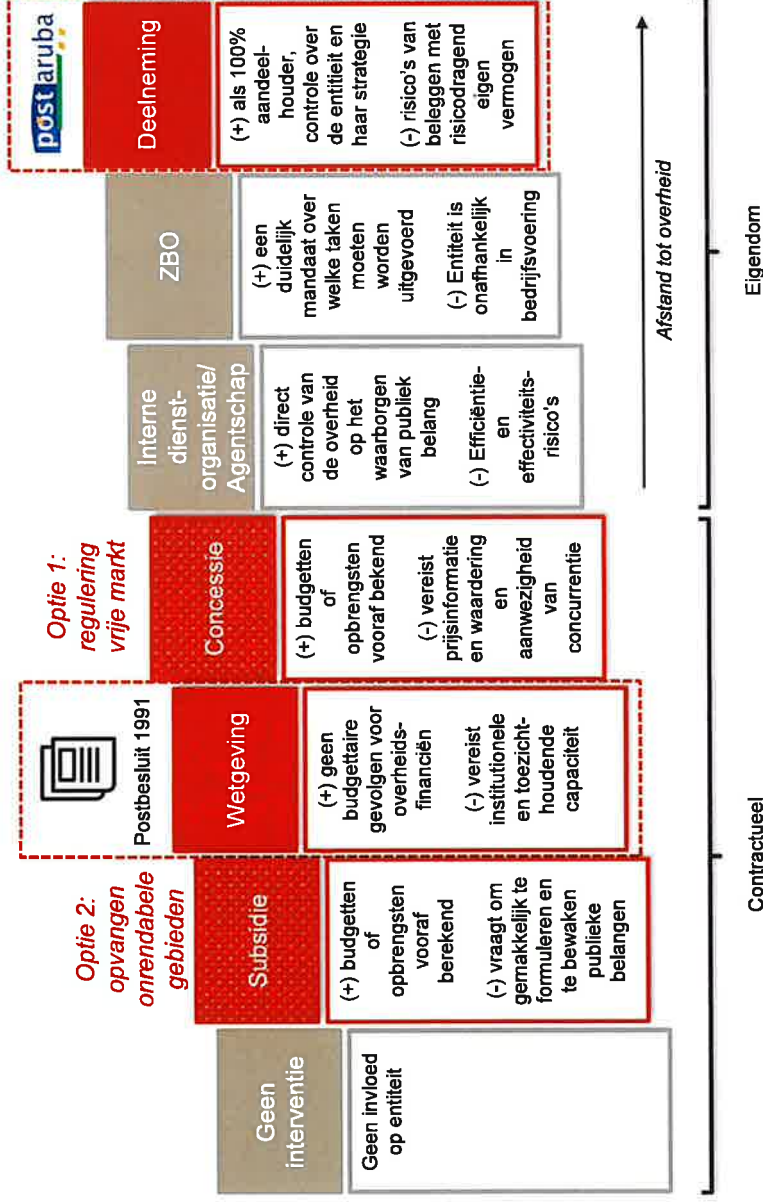 Geen
interventie
Geen invloed
op entiteit
Optie 2:
opvangen
onrendabele
gebieden
Subsidie
(+) budgetten
of
opbrengsten
vooraf
berekend
(-) vraagt om
gemakkelijk te
formuleren en
te bewaken
publieke
belangen
Postbesluit 1991
Wetgeving
(+) geen
budgettaire
gevolgen voor
overheids-
financiën
(-) vereist
institutionele
en toezicht-
houdende
capaciteit
Optie 1:
regulering
vrije markt
Concessie
(+) budgetten
of
opbrengsten
vooraf bekend
(-) vereist
prijsinformatie
en waardering
en
aanwezigheid
van
concurrentie
Interne
dienst-
organisatie/
Agentschap
(+) direct
controle van
de overheid
op het
waarborgen
van publiek
belang
(-) Efficiëntie-
en
effectiviteits-
risico's
ZBO
(+) een
duidelijk
mandaat over
welke taken
moeten
worden
uitgevoerd
(-) Entiteit is
onafhankelijk
in
bedrijfsvoering
post aruba
Deelneming
(+) als 100%
aandeel-
houder,
controle over
de entitieit en
haar strategie
(-) risico's van
beleggen met
risicodragend
eigen
vermogen
Afstand tot overheid
Contractueel
Eigendom